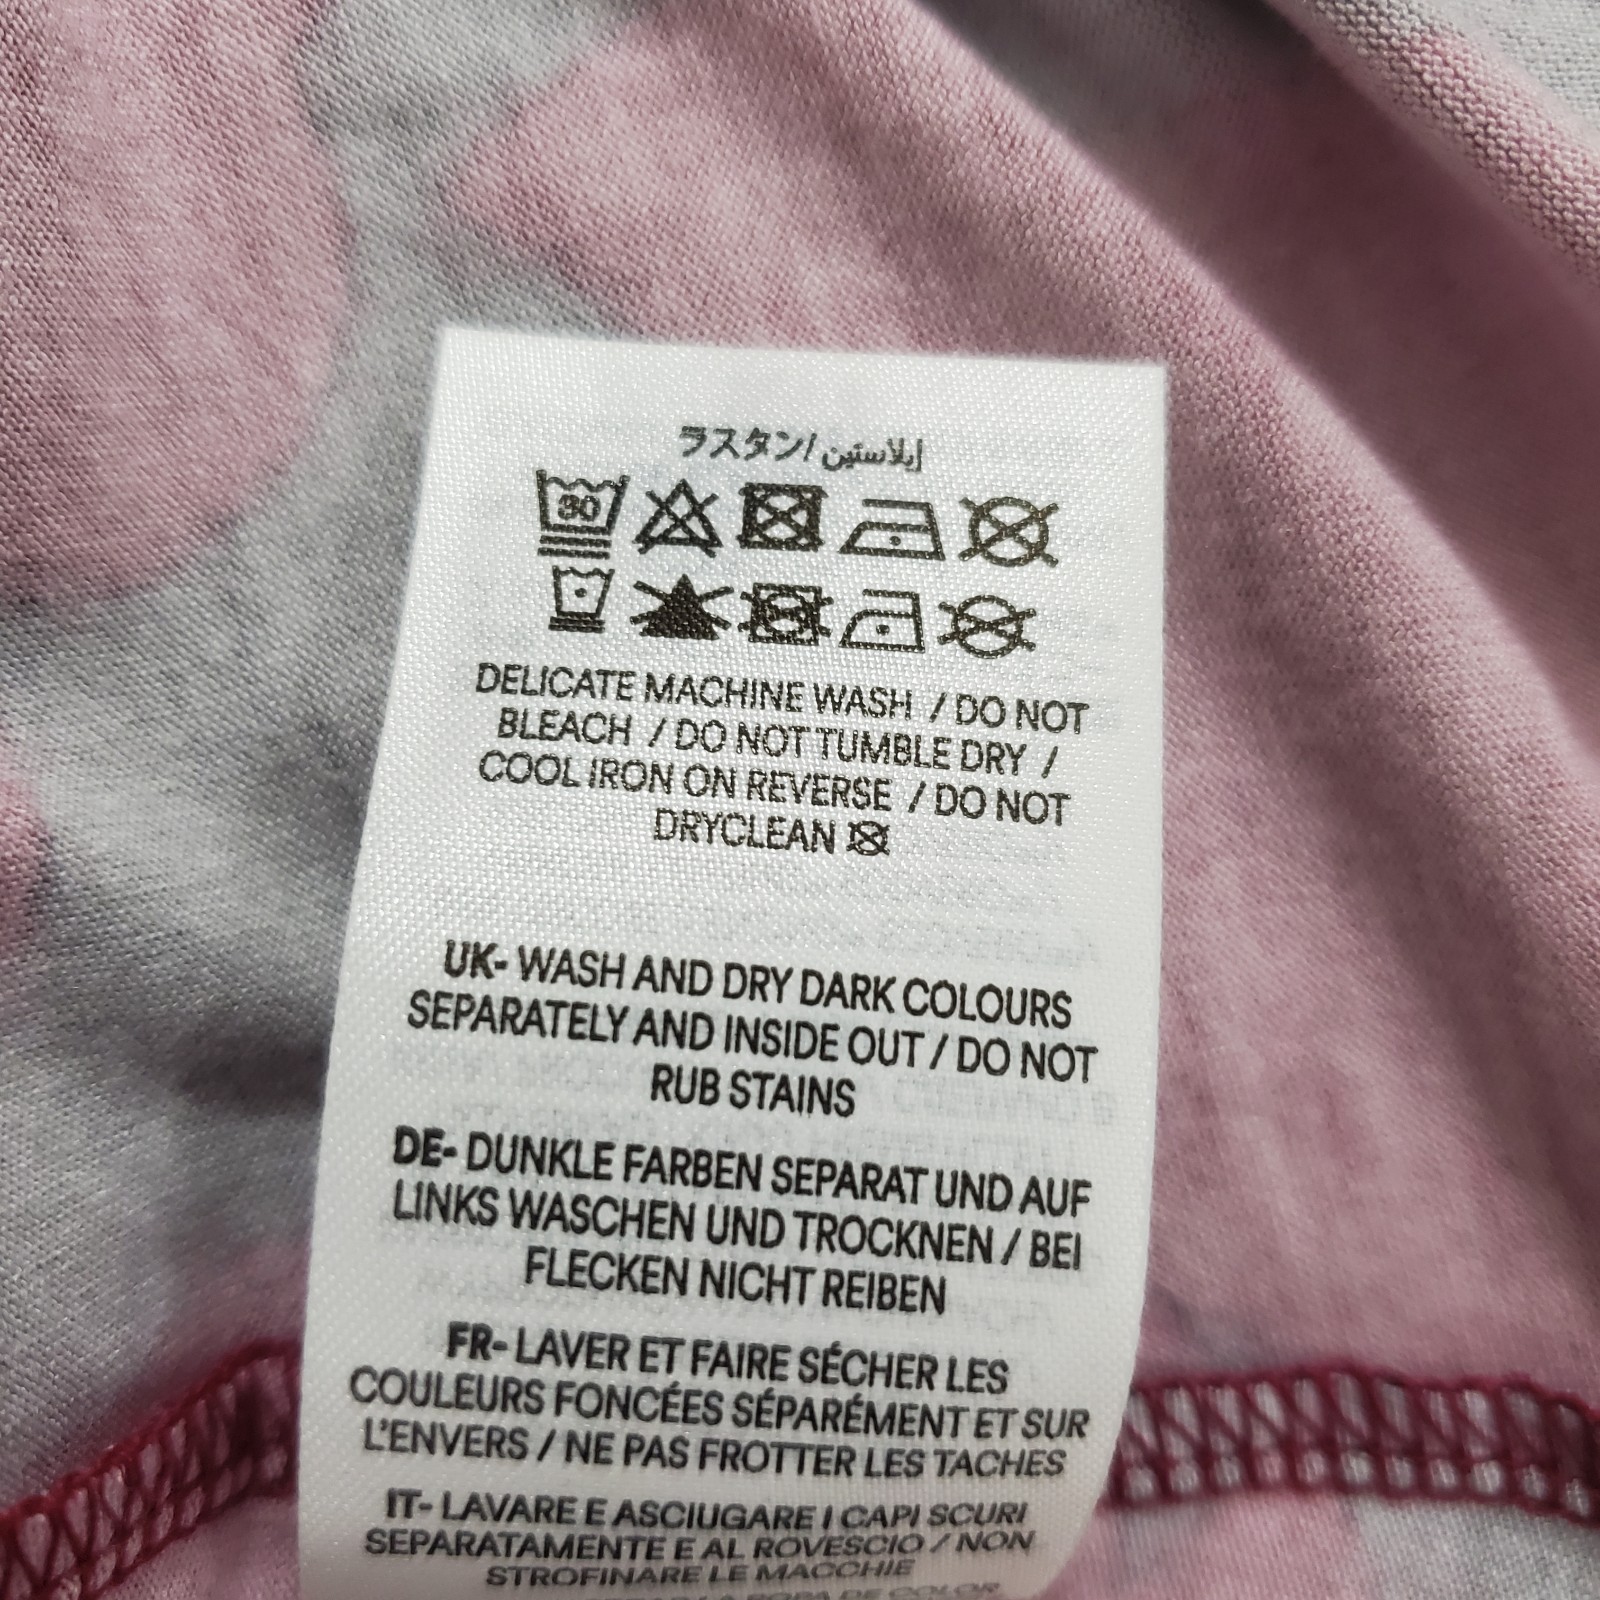 ラスタン/إيلاستين
30
DELICATE MACHINE WASH / DO NOT
BLEACH / DO NOT TUMBLE DRY /
COOL IRON ON REVERSE / DO NOT
DRYCLEAN
UK- WASH AND DRY DARK COLOURS
SEPARATELY AND INSIDE OUT / DO NOT
RUB STAINS
DE- DUNKLE FARBEN SEPARAT UND AUF
LINKS WASCHEN UND TROCKNEN / BEI
FLECKEN NICHT REIBEN
FR- LAVER ET FAIRE SÉCHER LES
COULEURS FONCÉES SÉPARÉMENT ET SUR
L'ENVERS / NE PAS FROTTER LES TACHES
IT- LAVARE E ASCIUGARE I CAPI SCURI
SEPARATAMENTE E AL ROVESCIO / NON
STROFINARE LE MACCHIE
ROPA DE COLOR